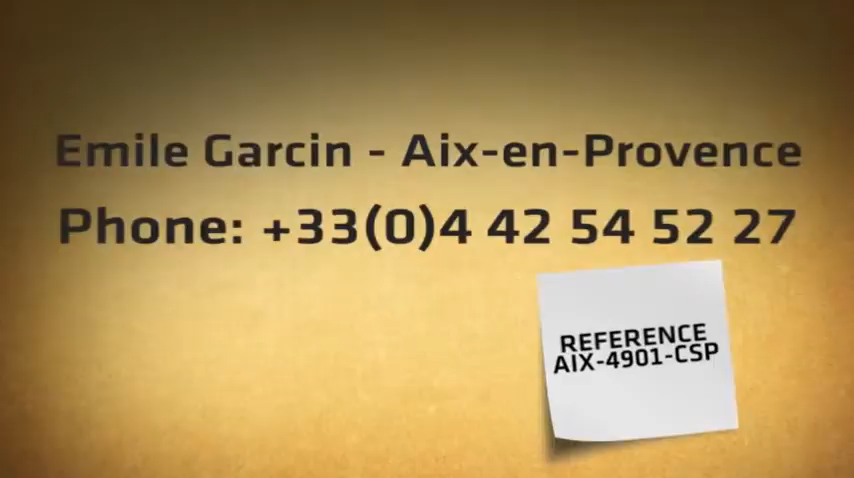 Emile Garcin - Aix-en-Provence
Phone: +33(0)4 42 54 52 27
REFERENCE
AIX-4901-CSP